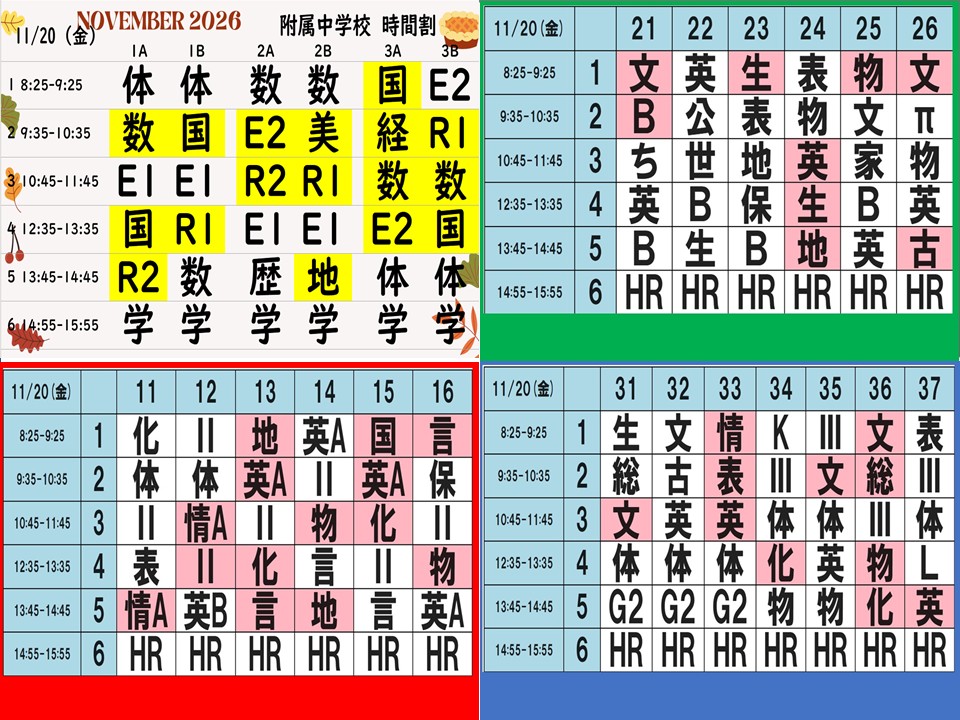 NOVEMBER 2026
11/20（金） 附属中学校 時間割
1A 1B 2A 2B 3A 3B
1 8:25-9:25 体 体 数 数 国 E2
2 9:35-10:35 数 国 E2 美 経 R1
3 10:45-11:45 E1 E1 R2 R1 数 数
4 12:35-13:35 国 R1 E1 E1 E2 国
5 13:45-14:45 R2 数 歴 地 体 体
6 14:55-15:55 学 学 学 学 学 学
11/20(金) 21 22 23 24 25 26
8:25-9:25 1 文 英 生 表 物 文
9:35-10:35 2 B 公 表 物 文 π
10:45-11:45 3 ち 世 地 英 家 物
12:35-13:35 4 英 B 保 生 B 英
13:45-14:45 5 B 生 B 地 英 古
14:55-15:55 6 HR HR HR HR HR HR
11/20(金) 11 12 13 14 15 16
8:25-9:25 1 化 II 地 英A 国 言
9:35-10:35 2 体 体 英A II 英A 保
10:45-11:45 3 II 情A II 物 化 II
12:35-13:35 4 表 II 化 言 II 物
13:45-14:45 5 情A 英B 言 地 言 英A
14:55-15:55 6 HR HR HR HR HR HR
11/20(金) 31 32 33 34 35 36 37
8:25-9:25 1 生 文 情 K III 文 表
9:35-10:35 2 総 古 表 III 文 総 III
10:45-11:45 3 文 英 英 体 体 III 体
12:35-13:35 4 体 体 体 化 英 物 L
13:45-14:45 5 G2 G2 G2 物 物 化 英
14:55-15:55 6 HR HR HR HR HR HR HR